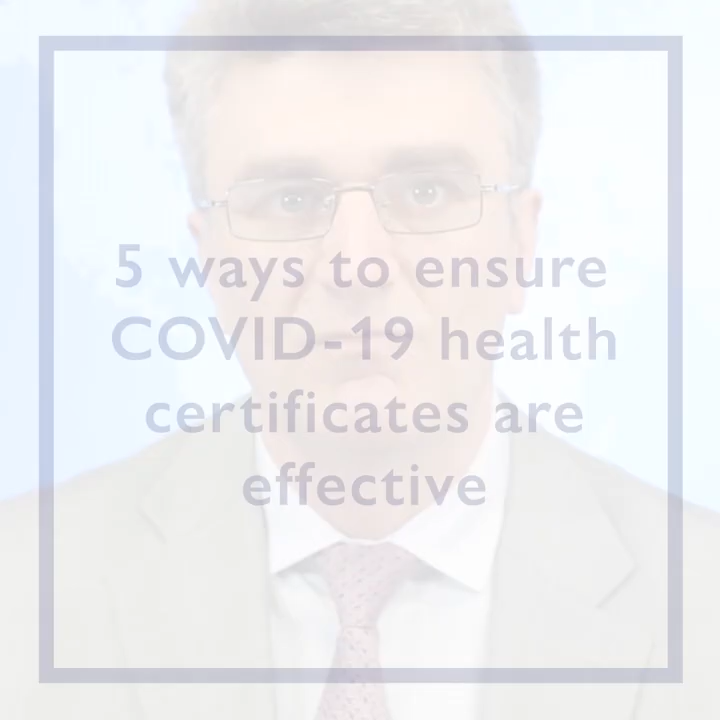 5 ways to ensure
COVID-19 health
certificates are
effective